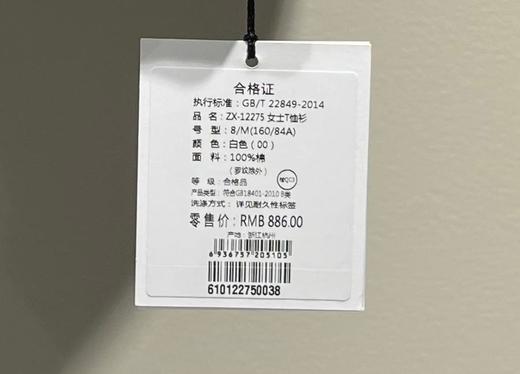 合格证
执行标准：GB/T 22849-2014
品 名：ZX-12275 女士T恤衫
号 型：8/M(160/84A)
颜 色：白色(00)
面 料：100%棉
(罗纹除外)
等 级：合格品
检QC3
产品类型：符合GB18401-2010 B类
洗涤方式：详见耐久性标签
零售价：RMB 886.00
产地：浙江杭州
6936737205105
610122750038